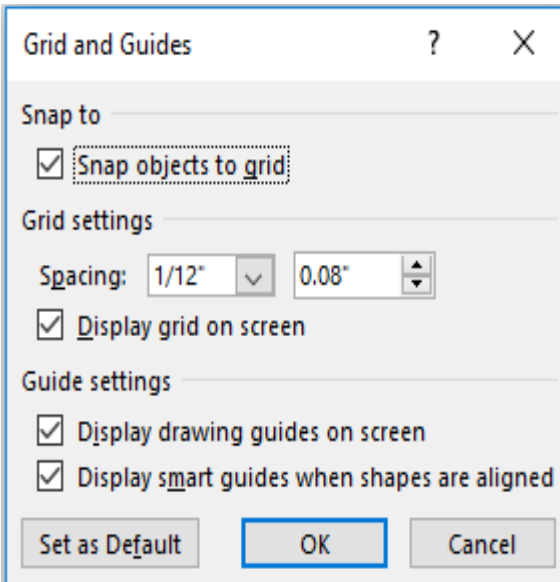 Grid and Guides ?
Snap to
Snap objects to grid
Grid settings
Spacing: 1/12" 0.08"
Display grid on screen
Guide settings
Display drawing guides on screen
Display smart guides when shapes are aligned
Set as Default OK Cancel